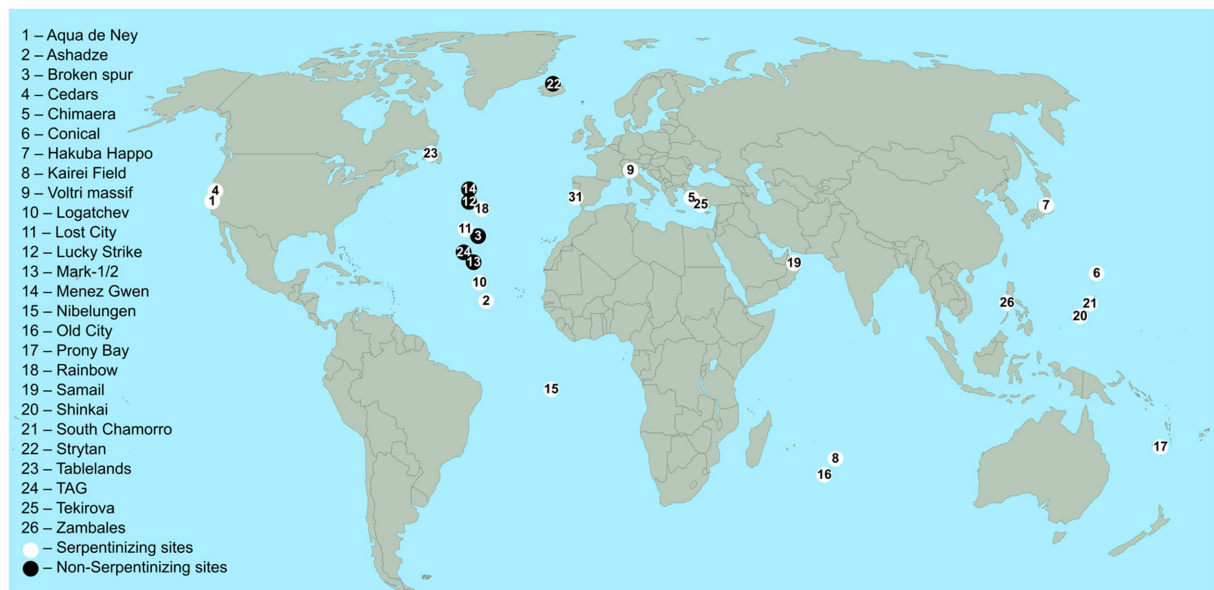 1 – Aqua de Ney
2 – Ashadze
3 – Broken spur
4 – Cedars
5 – Chimaera
6 – Conical
7 – Hakuba Happo
8 – Kairei Field
9 – Voltri massif
10 – Logatchev
11 – Lost City
12 – Lucky Strike
13 – Mark-1/2
14 – Menez Gwen
15 – Nibelungen
16 – Old City
17 – Prony Bay
18 – Rainbow
19 – Samail
20 – Shinkai
21 – South Chamorro
22 – Strytan
23 – Tablelands
24 – TAG
25 – Tekirova
26 – Zambales
– Serpentinizing sites
– Non-Serpentinizing sites
22
23
9
4
1
14
12
18
31
5
25
7
11
3
24
13
19
10
2
6
26
21
20
15
17
8
16